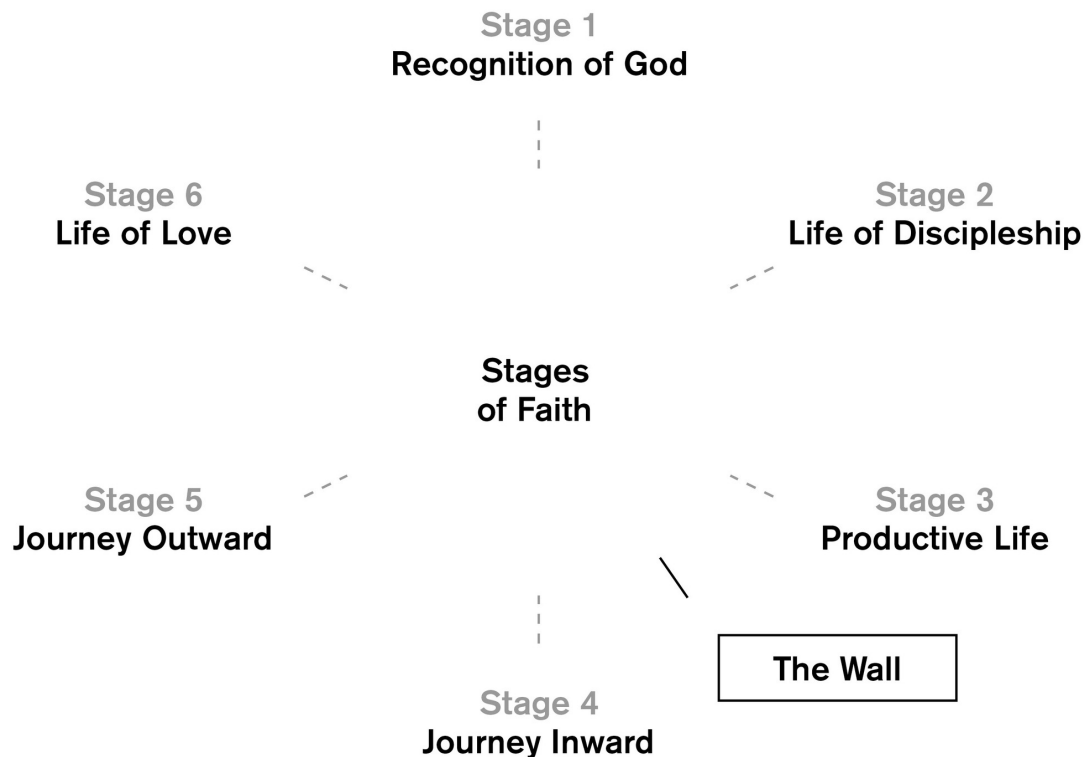 Stage 1
Recognition of God
Stage 6
Life of Love
Stage 2
Life of Discipleship
Stages
of Faith
Stage 5
Journey Outward
Stage 3
Productive Life
The Wall
Stage 4
Journey Inward